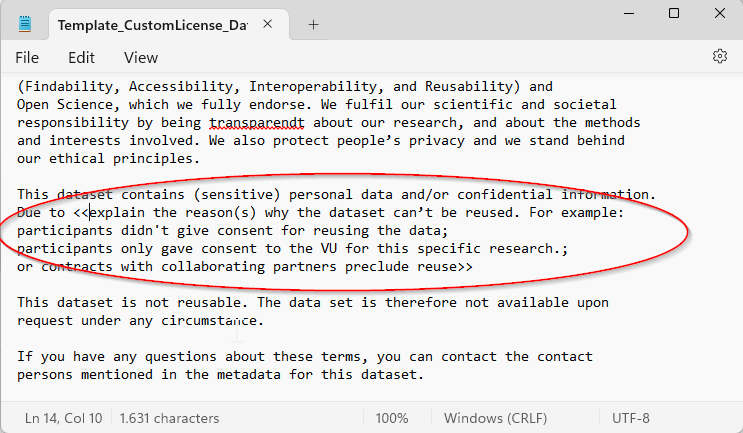 Template_CustomLicense_Da
File Edit View
(Findability, Accessibility, Interoperability, and Reusability) and
Open Science, which we fully endorse. We fulfil our scientific and societal
responsibility by being transparendt about our research, and about the methods
and interests involved. We also protect people’s privacy and we stand behind
our ethical principles.
This dataset contains (sensitive) personal data and/or confidential information.
Due to <<explain the reason(s) why the dataset can’t be reused. For example:
participants didn't give consent for reusing the data;
participants only gave consent to the VU for this specific research.;
or contracts with collaborating partners preclude reuse>>
This dataset is not reusable. The data set is therefore not available upon
request under any circumstance.
If you have any questions about these terms, you can contact the contact
persons mentioned in the metadata for this dataset.
Ln 14, Col 10 1.631 characters 100% Windows (CRLF) UTF-8